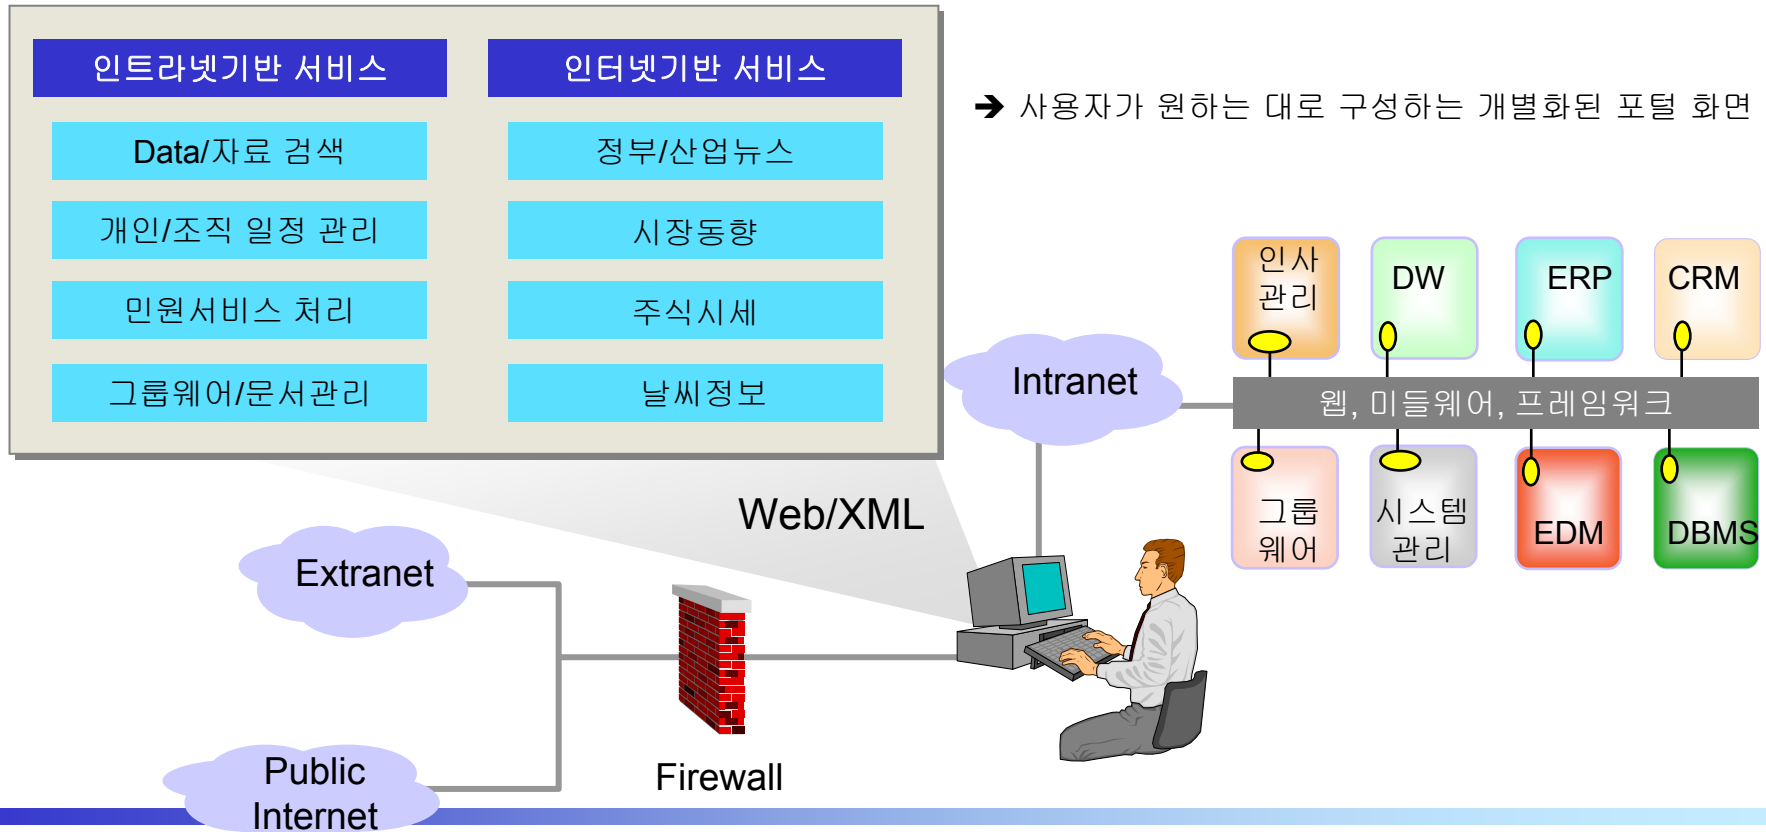 인트라넷기반 서비스
인터넷기반 서비스
Data/자료 검색
정부/산업뉴스
개인/조직 일정 관리
시장동향
민원서비스 처리
주식시세
그룹웨어/문서관리
날씨정보
➔ 사용자가 원하는 대로 구성하는 개별화된 포털 화면
인사
관리
DW
ERP
CRM
Intranet
웹, 미들웨어, 프레임워크
그룹
웨어
시스템
관리
EDM
DBMS
Web/XML
Extranet
Firewall
Public
Internet